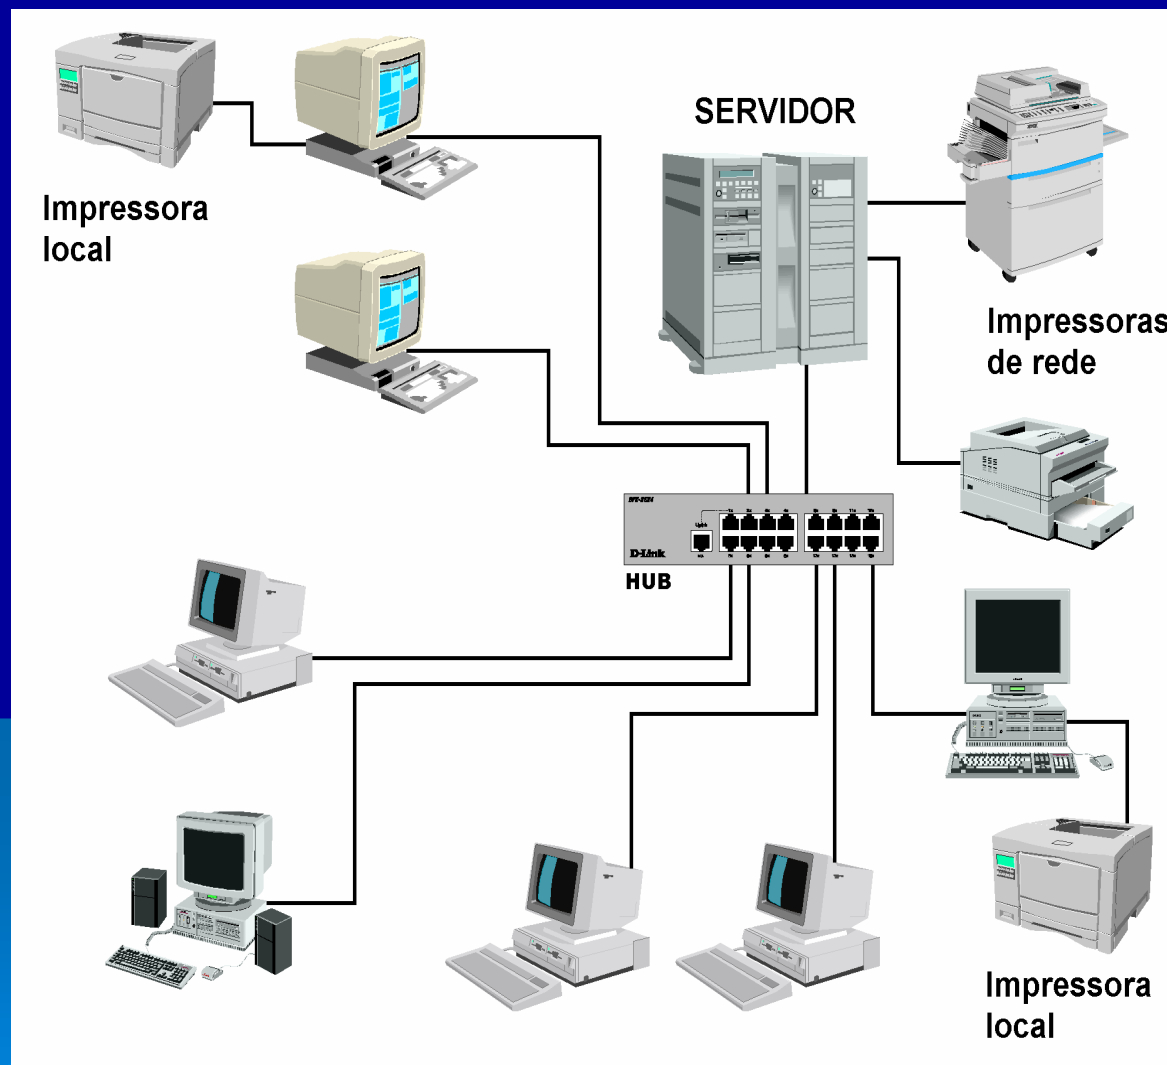 SERVIDOR
Impressora
local
Impressoras
de rede
D-Link
HUB
Impressora
local